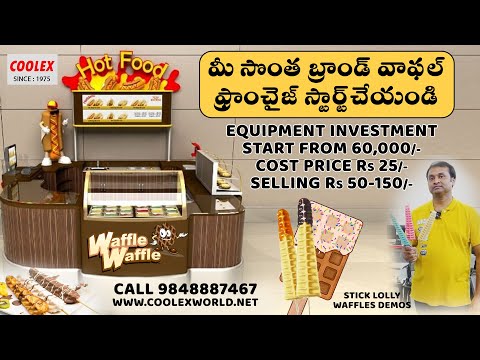 COOLEX
SINCE : 1975
Hot Food
మీ సొంత బ్రాండ్ వాఫల్
ఫ్రాంచైజ్ స్టార్ట్ చేయండి
EQUIPMENT INVESTMENT
START FROM 60,000/-
COST PRICE Rs 25/-
SELLING Rs 50-150/-
Waffle
Waffle
CALL 9848887467
WWW.COOLEXWORLD.NET
STICK LOLLY
WAFFLES DEMOS